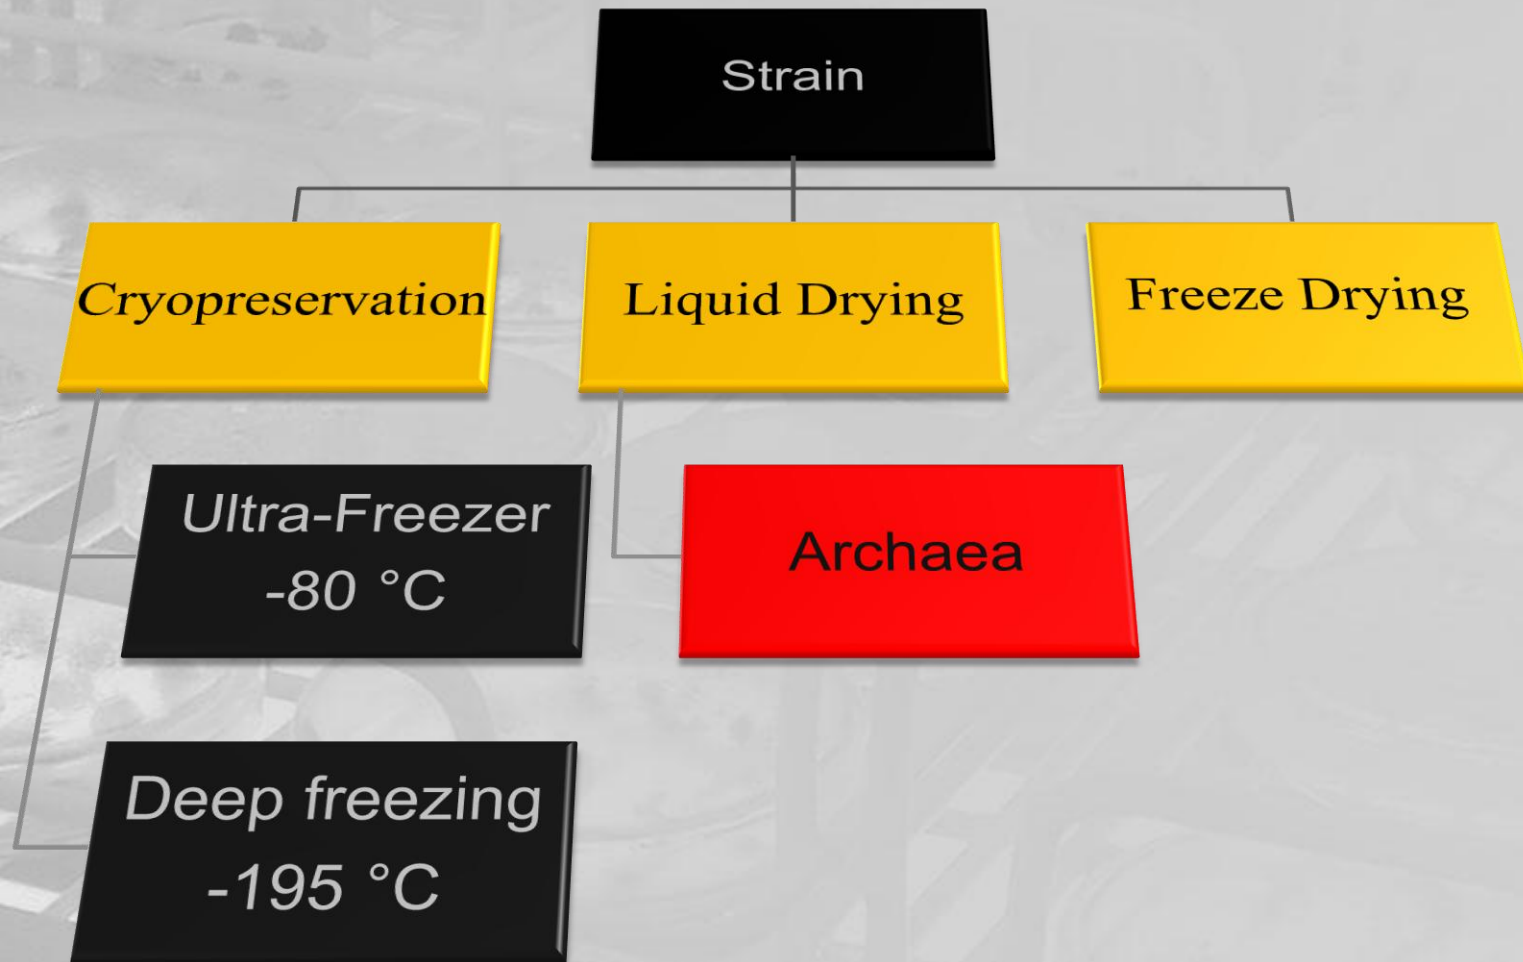 Strain
Cryopreservation
Liquid Drying
Freeze Drying
Ultra-Freezer
-80 °C
Archaea
Deep freezing
-195 °C